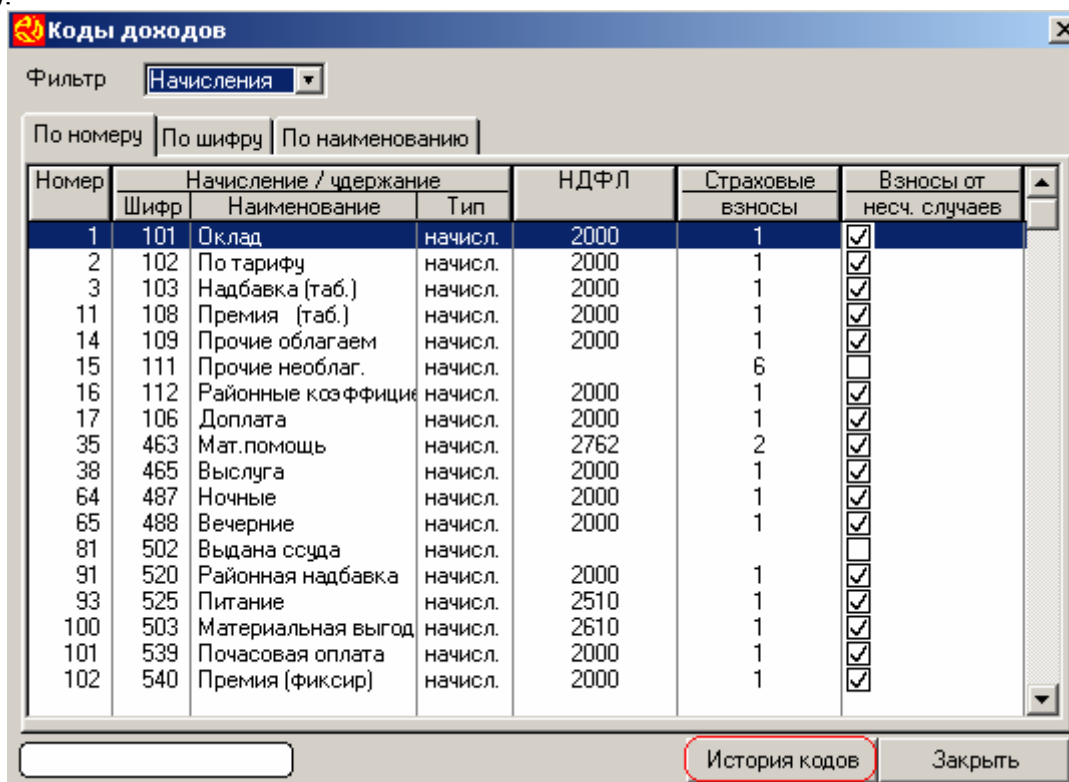 Коды доходов
Фильтр Начисления
По номеру По шифру По наименованию
Номер Начисление / удержание НДФЛ Страховые Взносы от
Шифр Наименование Тип взносы несч. случаев
1 101 Оклад начисл. 2000 1
2 102 По тарифу начисл. 2000 1
3 103 Надбавка (таб.) начисл. 2000 1
11 108 Премия (таб.) начисл. 2000 1
14 109 Прочие облагаем начисл. 2000 1
15 111 Прочие необлаг. начисл. 6
16 112 Районные коэффицие начисл. 2000 1
17 106 Доплата начисл. 2000 1
35 463 Мат.помощь начисл. 2762 2
38 465 Выслуга начисл. 2000 1
64 487 Ночные начисл. 2000 1
65 488 Вечерние начисл. 2000 1
81 502 Выдана ссуда начисл.
91 520 Районная надбавка начисл. 2000 1
93 525 Питание начисл. 2510 1
100 503 Материальная выгод начисл. 2610 1
101 539 Почасовая оплата начисл. 2000 1
102 540 Премия (фиксир) начисл. 2000 1
История кодов Закрыть